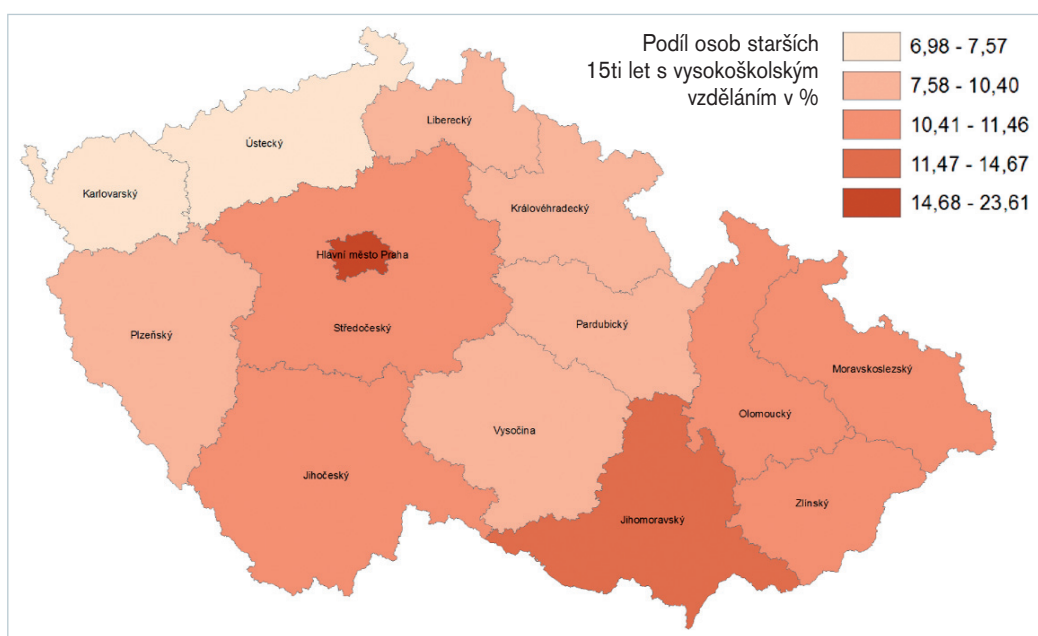 Podíl osob starších
15ti let s vysokoškolským
vzděláním v %
6,98 - 7,57
7,58 - 10,40
10,41 - 11,46
11,47 - 14,67
14,68 - 23,61
Liberecký
Ústecký
Karlovarský
Královéhradecký
Hlavní město Praha
Středočeský
Plzeňský
Pardubický
Moravskoslezský
Olomoucký
Vysočina
Jihočeský
Zlínský
Jihomoravský